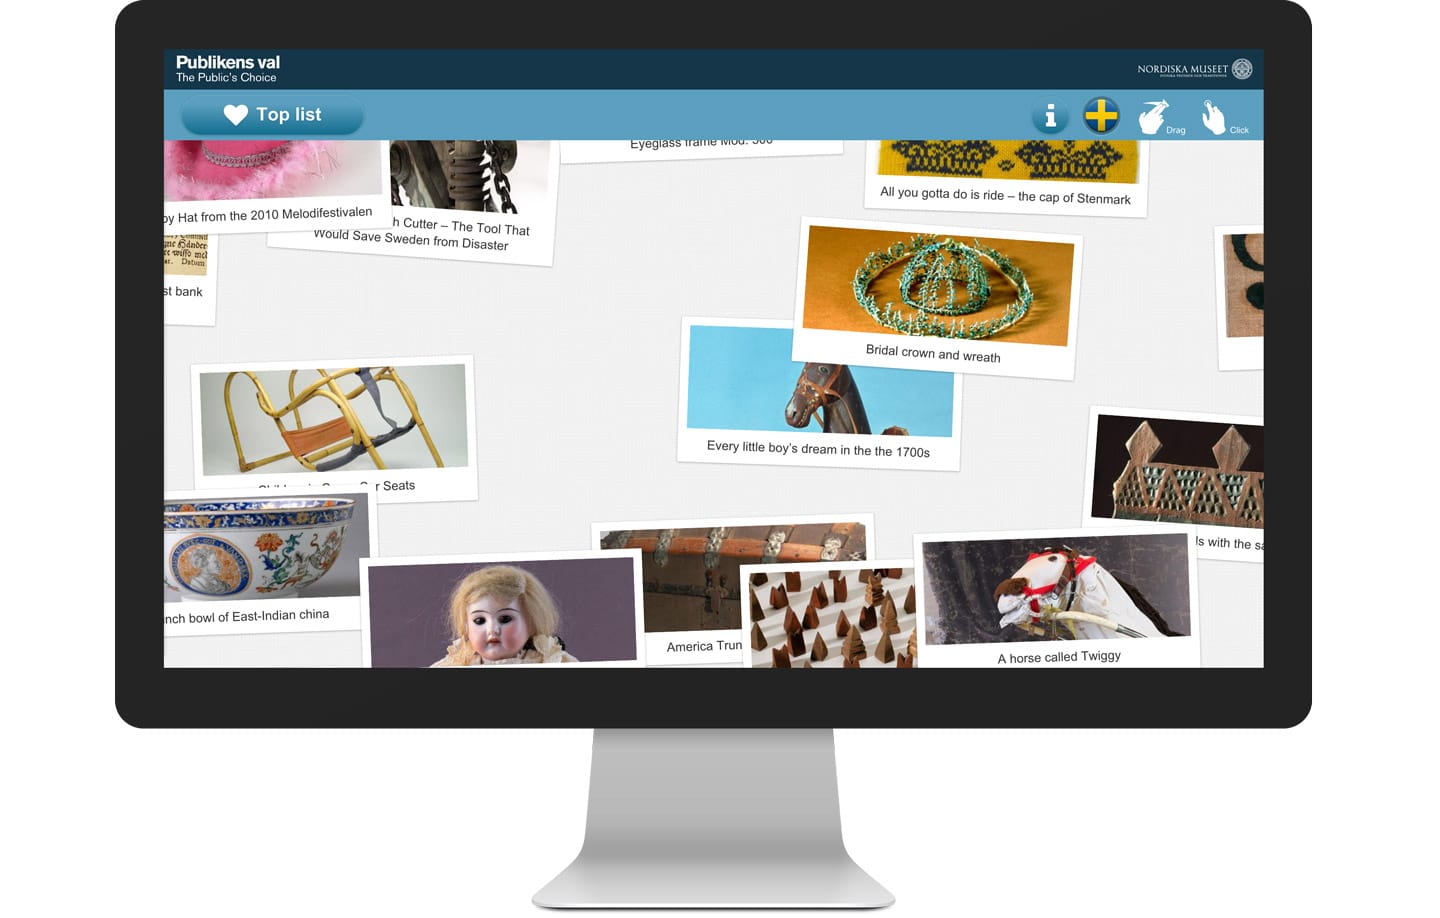 Publikens val
The Public's Choice
NORDISKA MUSEET
Top list
Drag
Click
Eyeglass frame Mod. 500
All you gotta do is ride – the cap of Stenmark
by Hat from the 2010 Melodifestivalen
h Cutter – The Tool That
Would Save Sweden from Disaster
st bank
Bridal crown and wreath
Every little boy's dream in the the 1700s
Seats
ls with the sa
nch bowl of East-Indian china
America Trun
A horse called Twiggy